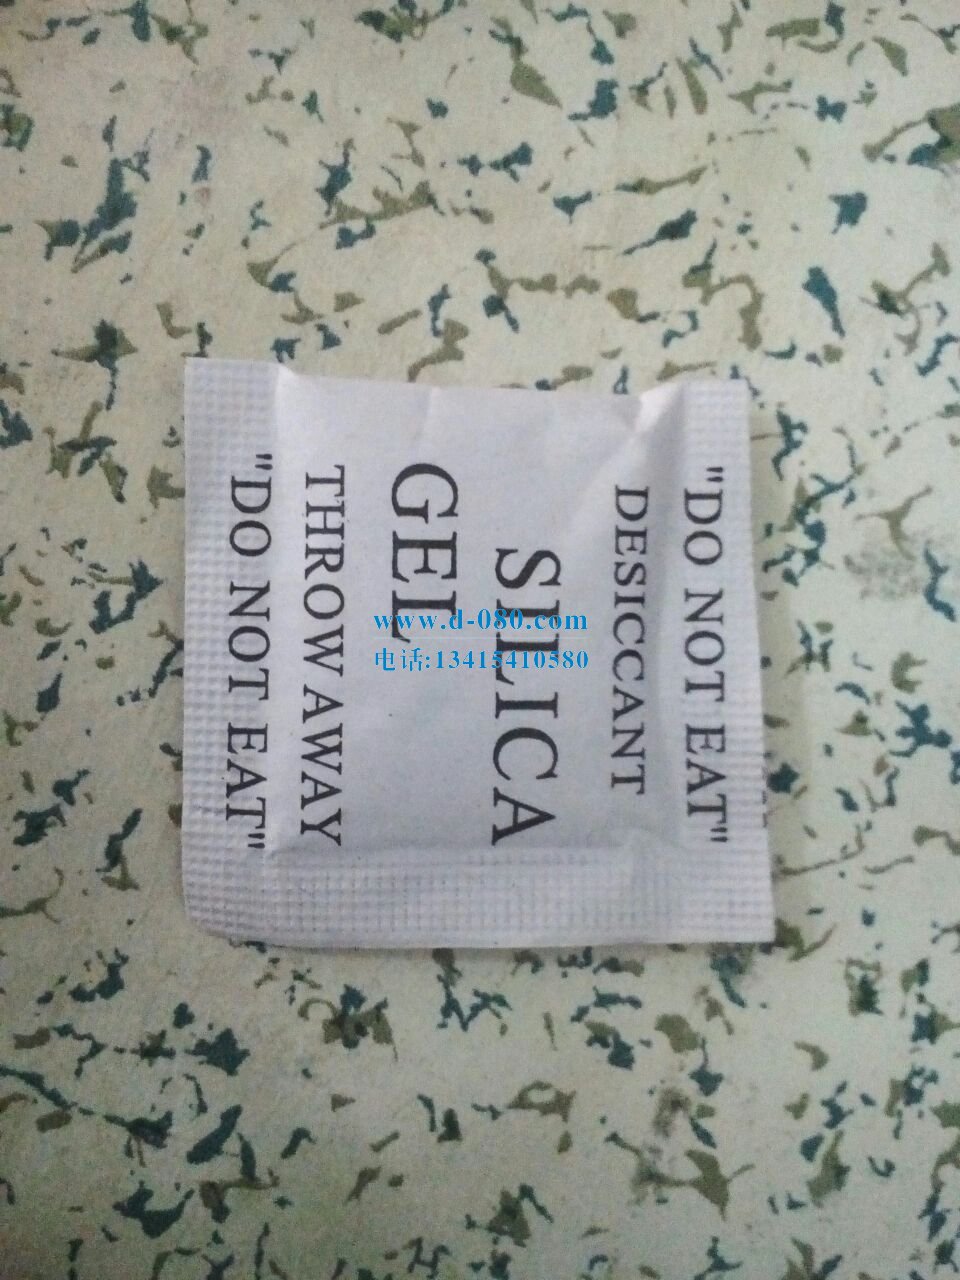 "DO NOT EAT"
DESICCANT
SILICA
GEL
THROW AWAY
"DO NOT EAT"
www.d-080.com
电话:13415410580